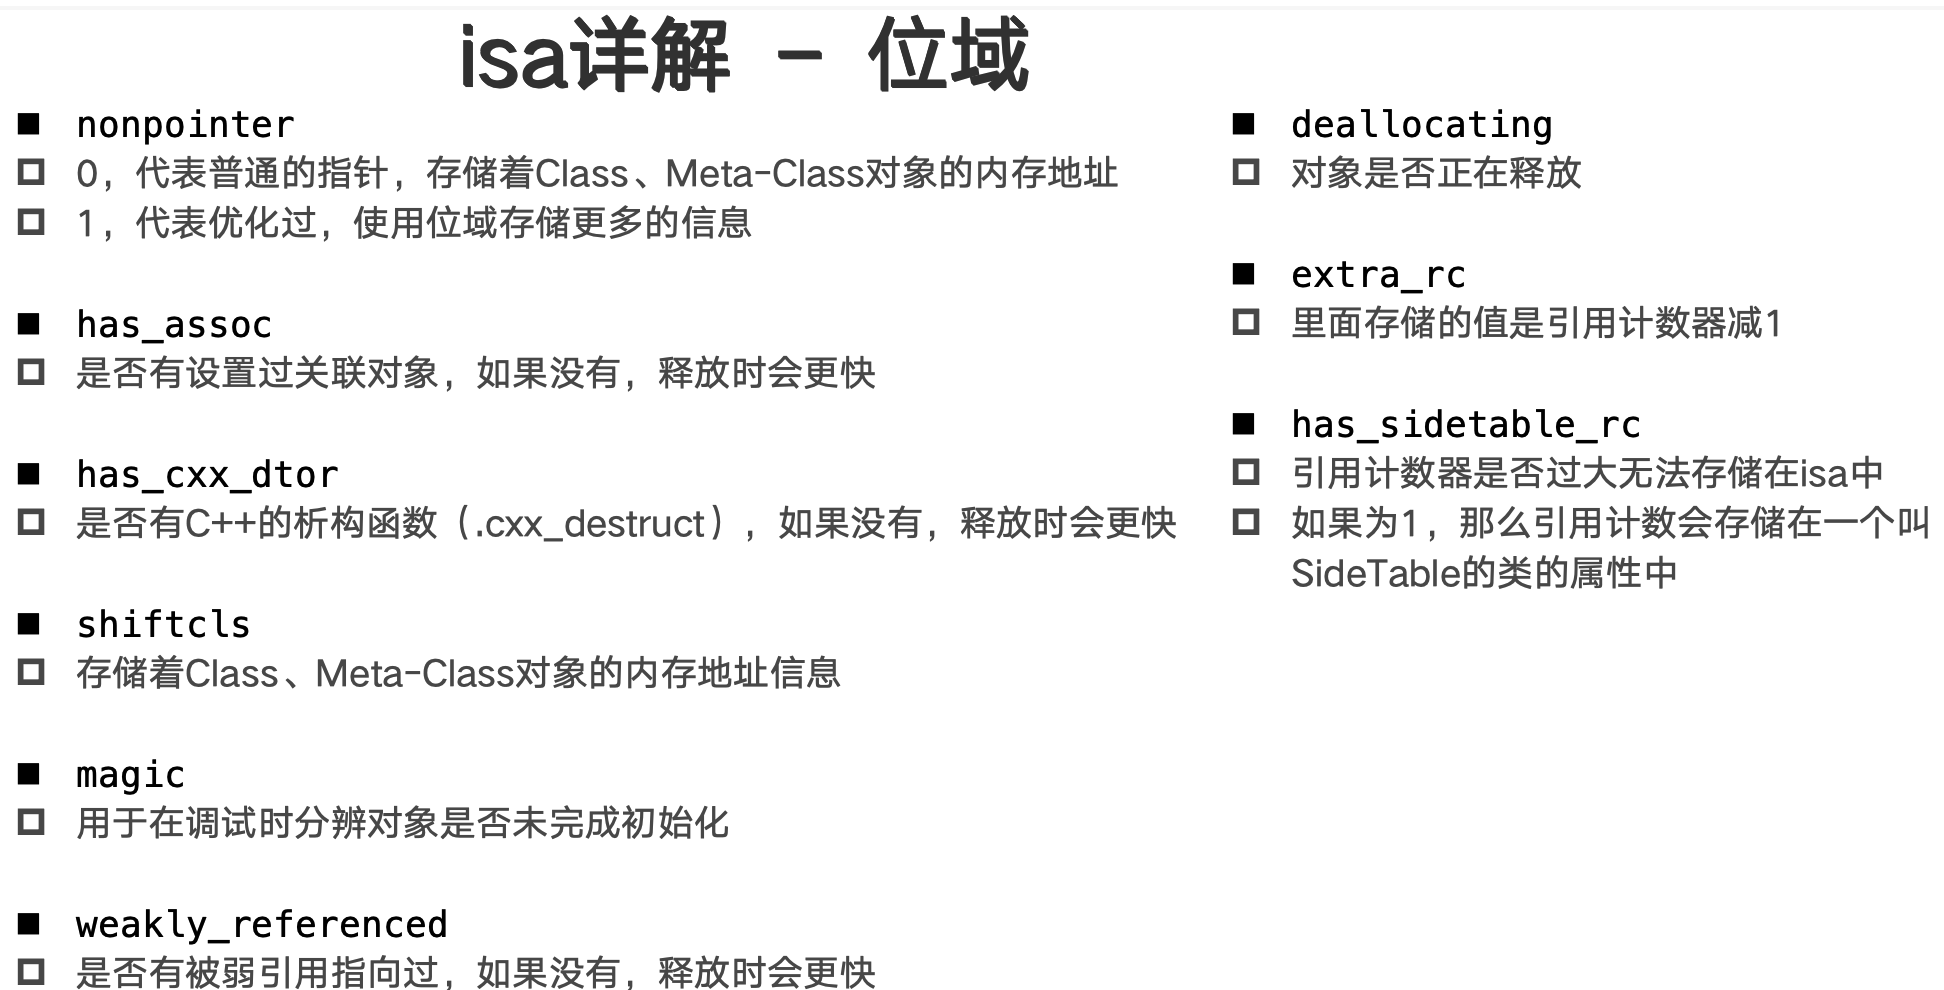 isa详解 - 位域
■ nonpointer
□ 0，代表普通的指针，存储着Class、Meta-Class对象的内存地址
□ 1，代表优化过，使用位域存储更多的信息
■ has_assoc
□ 是否有设置过关联对象，如果没有，释放时会更快
■ has_cxx_dtor
□ 是否有C++的析构函数（.cxx_destruct），如果没有，释放时会更快
■ shiftcls
□ 存储着Class、Meta-Class对象的内存地址信息
■ magic
□ 用于在调试时分辨对象是否未完成初始化
■ weakly_referenced
□ 是否有被弱引用指向过，如果没有，释放时会更快
■ deallocating
□ 对象是否正在释放
■ extra_rc
□ 里面存储的值是引用计数器减1
■ has_sidetable_rc
□ 引用计数器是否过大无法存储在isa中
□ 如果为1，那么引用计数会存储在一个叫
SideTable的类的属性中